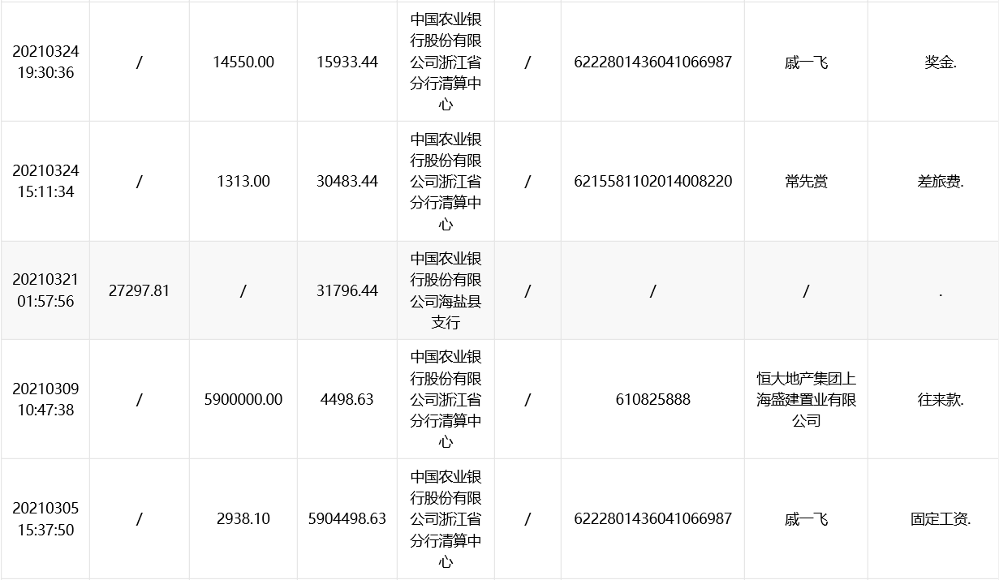 20210324
19:30:36
/
14550.00
15933.44
中国农业银
行股份有限
公司浙江省
分行清算中
心
/
6222801436041066987
戚一飞
奖金.
20210324
15:11:34
/
1313.00
30483.44
中国农业银
行股份有限
公司浙江省
分行清算中
心
/
6215581102014008220
常先赏
差旅费.
20210321
01:57:56
27297.81
/
31796.44
中国农业银
行股份有限
公司海盐县
支行
/
/
/
.
20210309
10:47:38
/
5900000.00
4498.63
中国农业银
行股份有限
公司浙江省
分行清算中
心
/
610825888
恒大地产集团上
海盛建置业有限
公司
往来款.
20210305
15:37:50
/
2938.10
5904498.63
中国农业银
行股份有限
公司浙江省
分行清算中
心
/
6222801436041066987
戚一飞
固定工资.